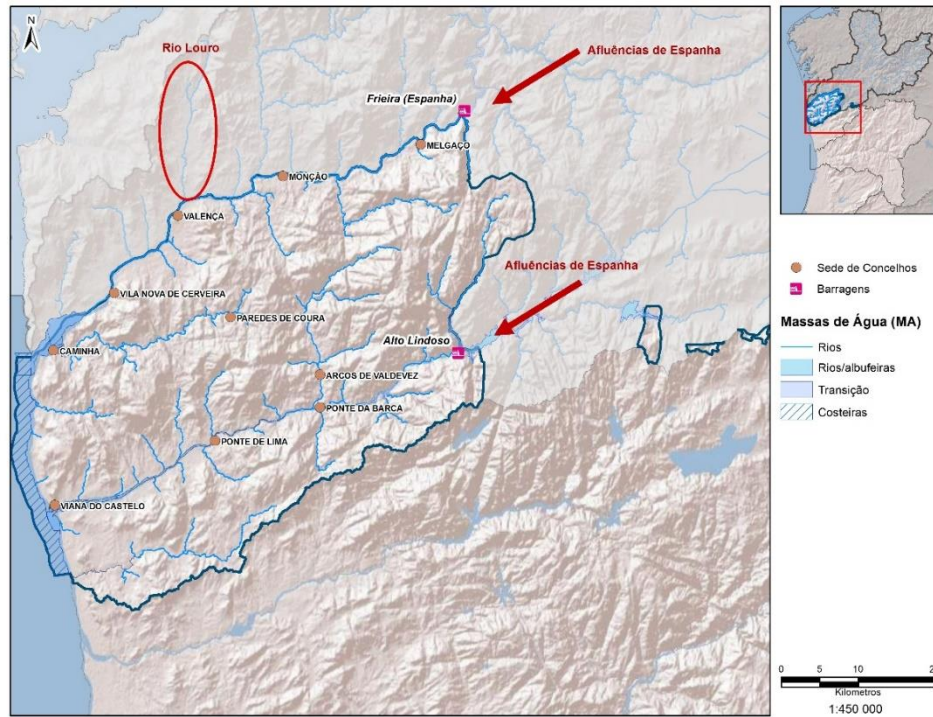 N
Rio Louro
Afluências de Espanha
Frieira (Espanha)
MELGAÇO
MONÇÃO
VALENÇA
Afluências de Espanha
VILA NOVA DE CERVEIRA
PAREDES DE COURA
Alto Lindoso
CAMINHA
ARCOS DE VALDEVEZ
PONTE DA BARCA
PONTE DE LIMA
VIANA DO CASTELO
Sede de Concelhos
Barragens
Massas de Água (MA)
Rios
Rios/albufeiras
Transição
Costeiras
0 5 10
Kilometros
1:450 000